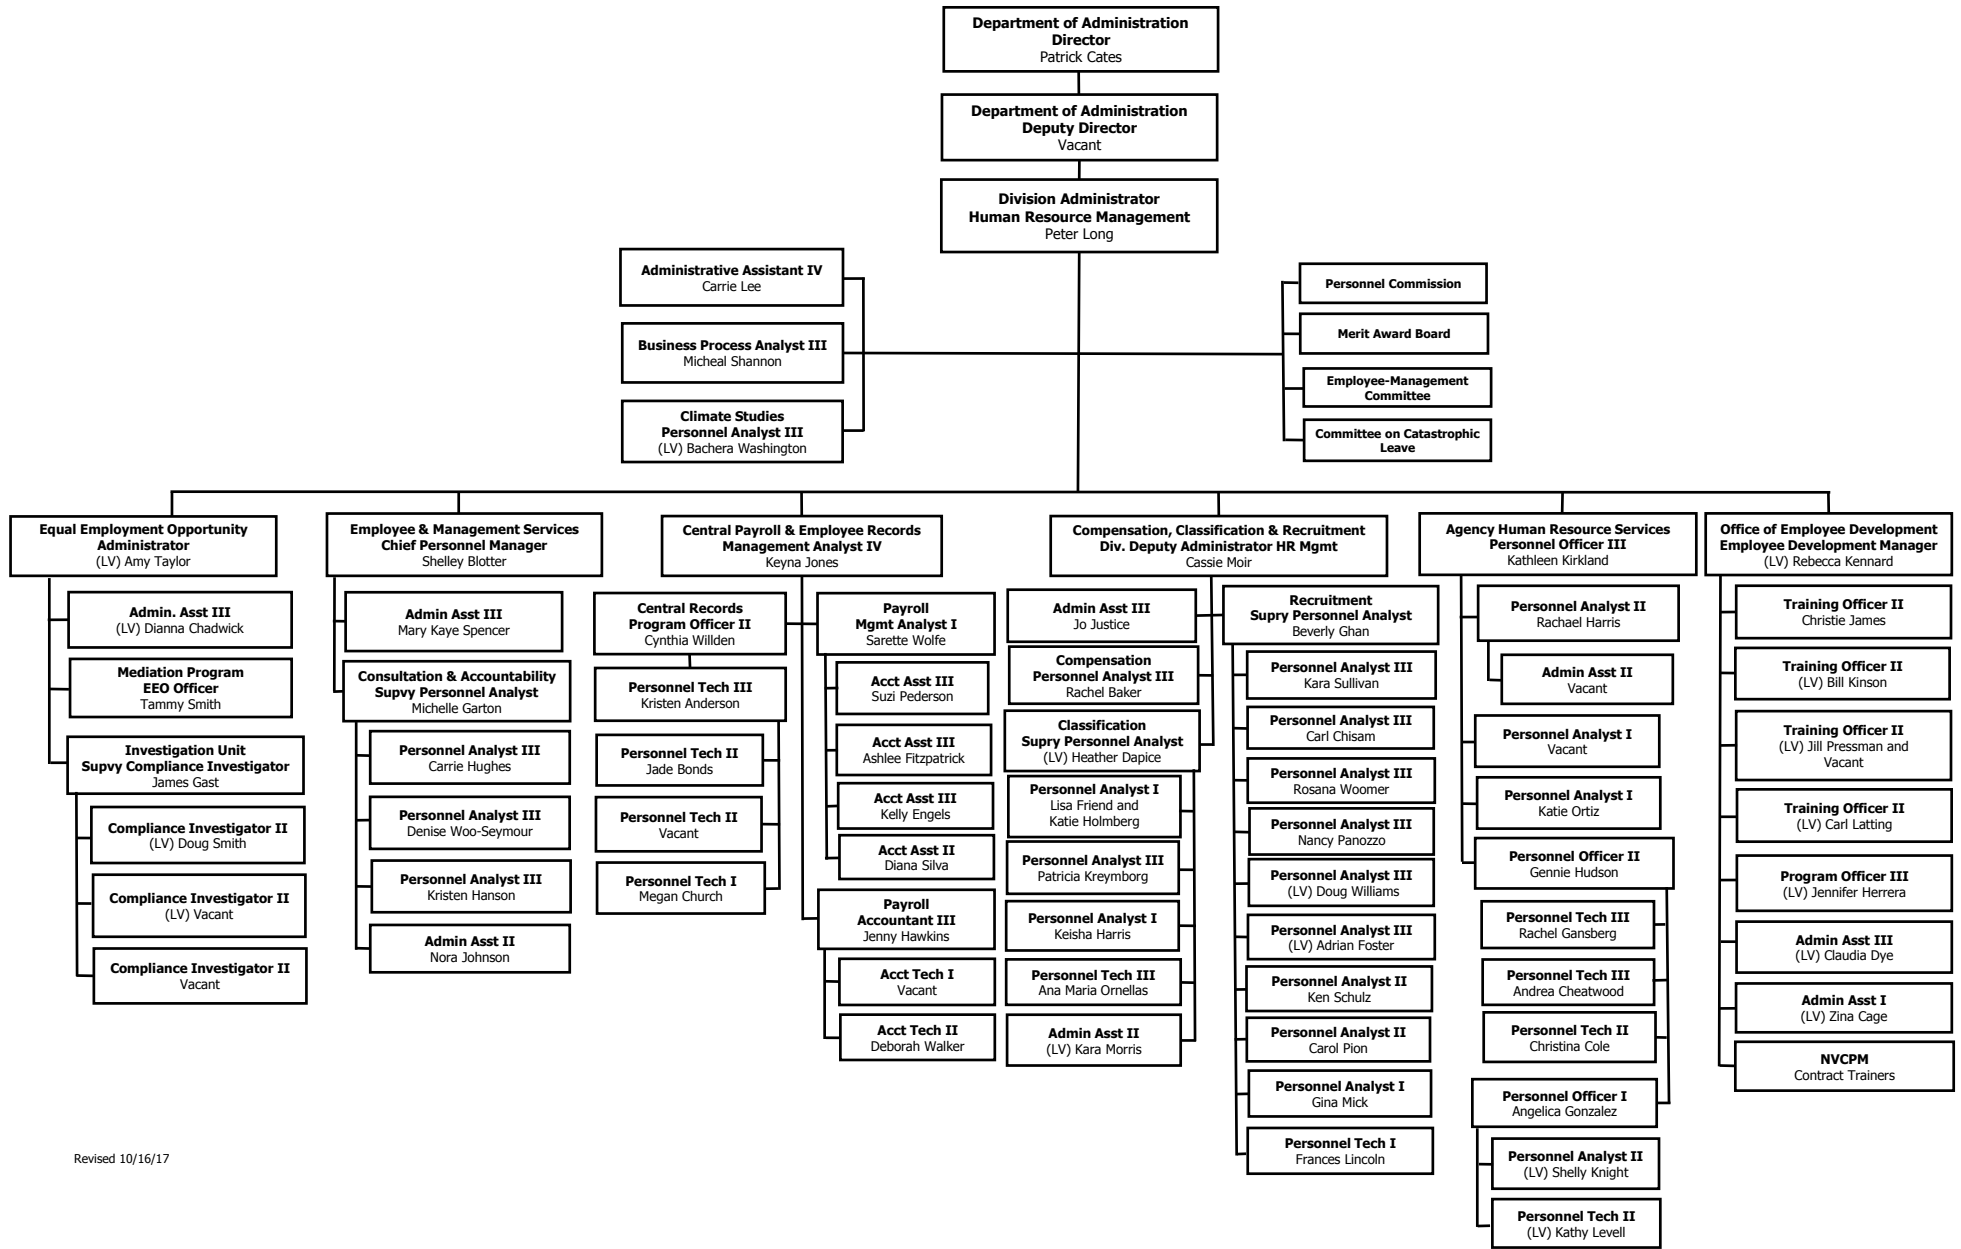 Department of Administration
Director
Patrick Cates
Department of Administration
Deputy Director
Vacant
Division Administrator
Human Resource Management
Peter Long
Administrative Assistant IV
Carrie Lee
Business Process Analyst III
Micheal Shannon
Climate Studies
Personnel Analyst III
(LV) Bachera Washington
Personnel Commission
Merit Award Board
Employee-Management
Committee
Committee on Catastrophic
Leave
Equal Employment Opportunity
Administrator
(LV) Amy Taylor
Admin. Asst III
(LV) Dianna Chadwick
Mediation Program
EEO Officer
Tammy Smith
Investigation Unit
Supvy Compliance Investigator
James Gast
Compliance Investigator II
(LV) Doug Smith
Compliance Investigator II
(LV) Vacant
Compliance Investigator II
Vacant
Employee & Management Services
Chief Personnel Manager
Shelley Blotter
Admin Asst III
Mary Kaye Spencer
Consultation & Accountability
Supvy Personnel Analyst
Michelle Garton
Personnel Analyst III
Carrie Hughes
Personnel Analyst III
Denise Woo-Seymour
Personnel Analyst III
Kristen Hanson
Admin Asst II
Nora Johnson
Central Payroll & Employee Records
Management Analyst IV
Keyna Jones
Central Records
Program Officer II
Cynthia Willden
Personnel Tech III
Kristen Anderson
Personnel Tech II
Jade Bonds
Personnel Tech II
Vacant
Personnel Tech I
Megan Church
Payroll
Mgmt Analyst I
Sarette Wolfe
Acct Asst III
Suzi Pederson
Acct Asst III
Ashlee Fitzpatrick
Acct Asst III
Kelly Engels
Acct Asst II
Diana Silva
Payroll
Accountant III
Jenny Hawkins
Acct Tech I
Vacant
Acct Tech II
Deborah Walker
Compensation, Classification & Recruitment
Div. Deputy Administrator HR Mgmt
Cassie Moir
Admin Asst III
Jo Justice
Compensation
Personnel Analyst III
Rachel Baker
Classification
Supry Personnel Analyst
(LV) Heather Dapice
Personnel Analyst I
Lisa Friend and
Katie Holmberg
Personnel Analyst III
Patricia Kreymborg
Personnel Analyst I
Keisha Harris
Personnel Tech III
Ana Maria Ornellas
Admin Asst II
(LV) Kara Morris
Recruitment
Supry Personnel Analyst
Beverly Ghan
Personnel Analyst III
Kara Sullivan
Personnel Analyst III
Carl Chisam
Personnel Analyst III
Rosana Woomer
Personnel Analyst III
Nancy Panozzo
Personnel Analyst III
(LV) Doug Williams
Personnel Analyst III
(LV) Adrian Foster
Personnel Analyst II
Ken Schulz
Personnel Analyst II
Carol Pion
Personnel Analyst I
Gina Mick
Personnel Tech I
Frances Lincoln
Agency Human Resource Services
Personnel Officer III
Kathleen Kirkland
Personnel Analyst II
Rachael Harris
Admin Asst II
Vacant
Personnel Analyst I
Vacant
Personnel Analyst I
Katie Ortiz
Personnel Officer II
Gennie Hudson
Personnel Tech III
Rachel Gansberg
Personnel Tech III
Andrea Cheatwood
Personnel Tech II
Christina Cole
Personnel Officer I
Angelica Gonzalez
Personnel Analyst II
(LV) Shelly Knight
Personnel Tech II
(LV) Kathy Levell
Office of Employee Development
Employee Development Manager
(LV) Rebecca Kennard
Training Officer II
Christie James
Training Officer II
(LV) Bill Kinson
Training Officer II
(LV) Jill Pressman and
Vacant
Training Officer II
(LV) Carl Latting
Program Officer III
(LV) Jennifer Herrera
Admin Asst III
(LV) Claudia Dye
Admin Asst I
(LV) Zina Cage
NVCPM
Contract Trainers
Revised 10/16/17